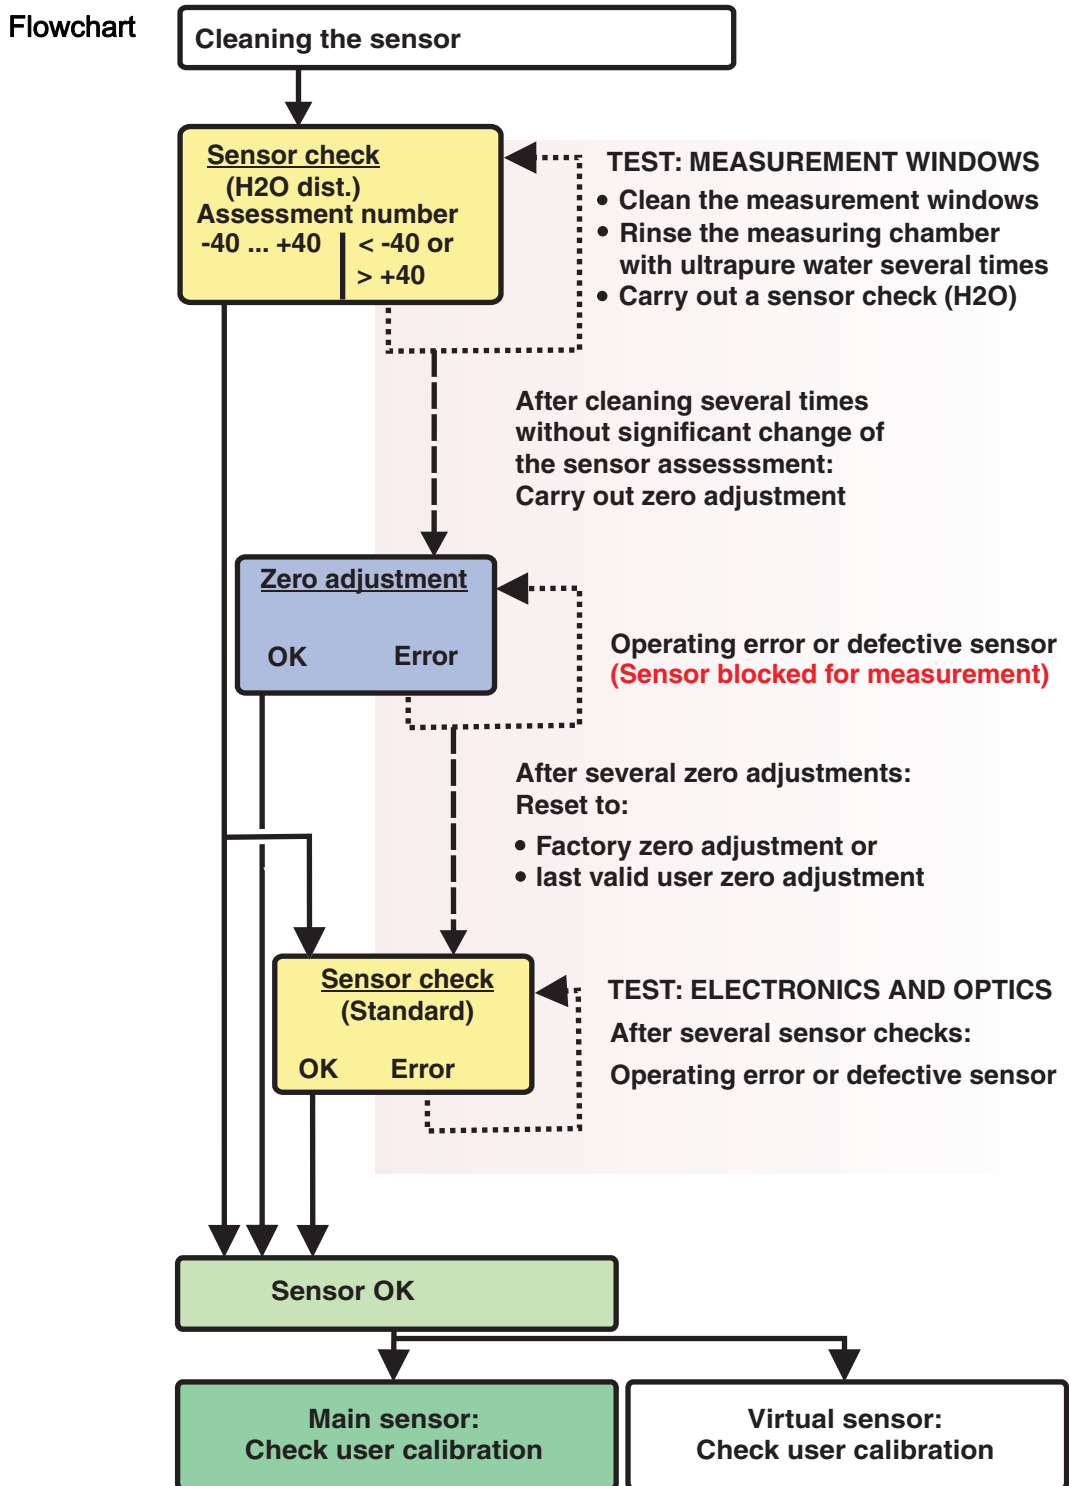 Flowchart
Cleaning the sensor
Sensor check
(H2O dist.)
Assessment number
-40 ... +40
< -40 or
> +40
TEST: MEASUREMENT WINDOWS
• Clean the measurement windows
• Rinse the measuring chamber
with ultrapure water several times
• Carry out a sensor check (H2O)
After cleaning several times
without significant change of
the sensor assesssment:
Carry out zero adjustment
Zero adjustment
OK Error
Operating error or defective sensor
(Sensor blocked for measurement)
After several zero adjustments:
Reset to:
• Factory zero adjustment or
• last valid user zero adjustment
Sensor check
(Standard)
OK Error
TEST: ELECTRONICS AND OPTICS
After several sensor checks:
Operating error or defective sensor
Sensor OK
Main sensor:
Check user calibration
Virtual sensor:
Check user calibration